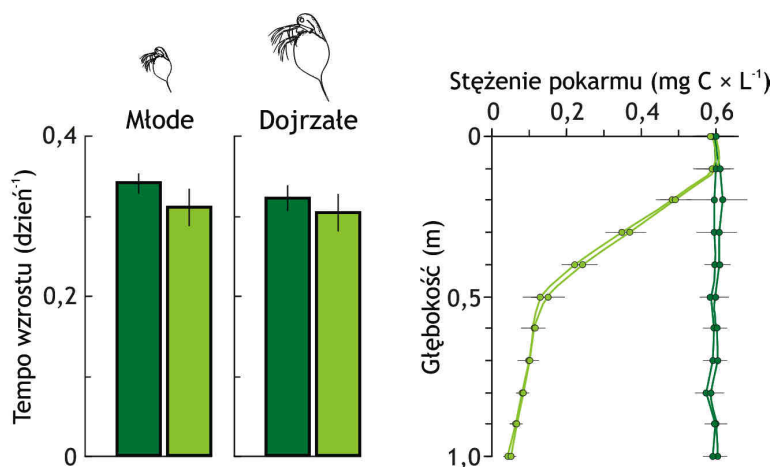 Młode
Dojrzałe
Tempo wzrostu (dzień⁻¹)
0,4
0,2
0
Stężenie pokarmu (mg C × L⁻¹)
0 0,2 0,4 0,6
Głębokość (m)
0
0,5
1,0